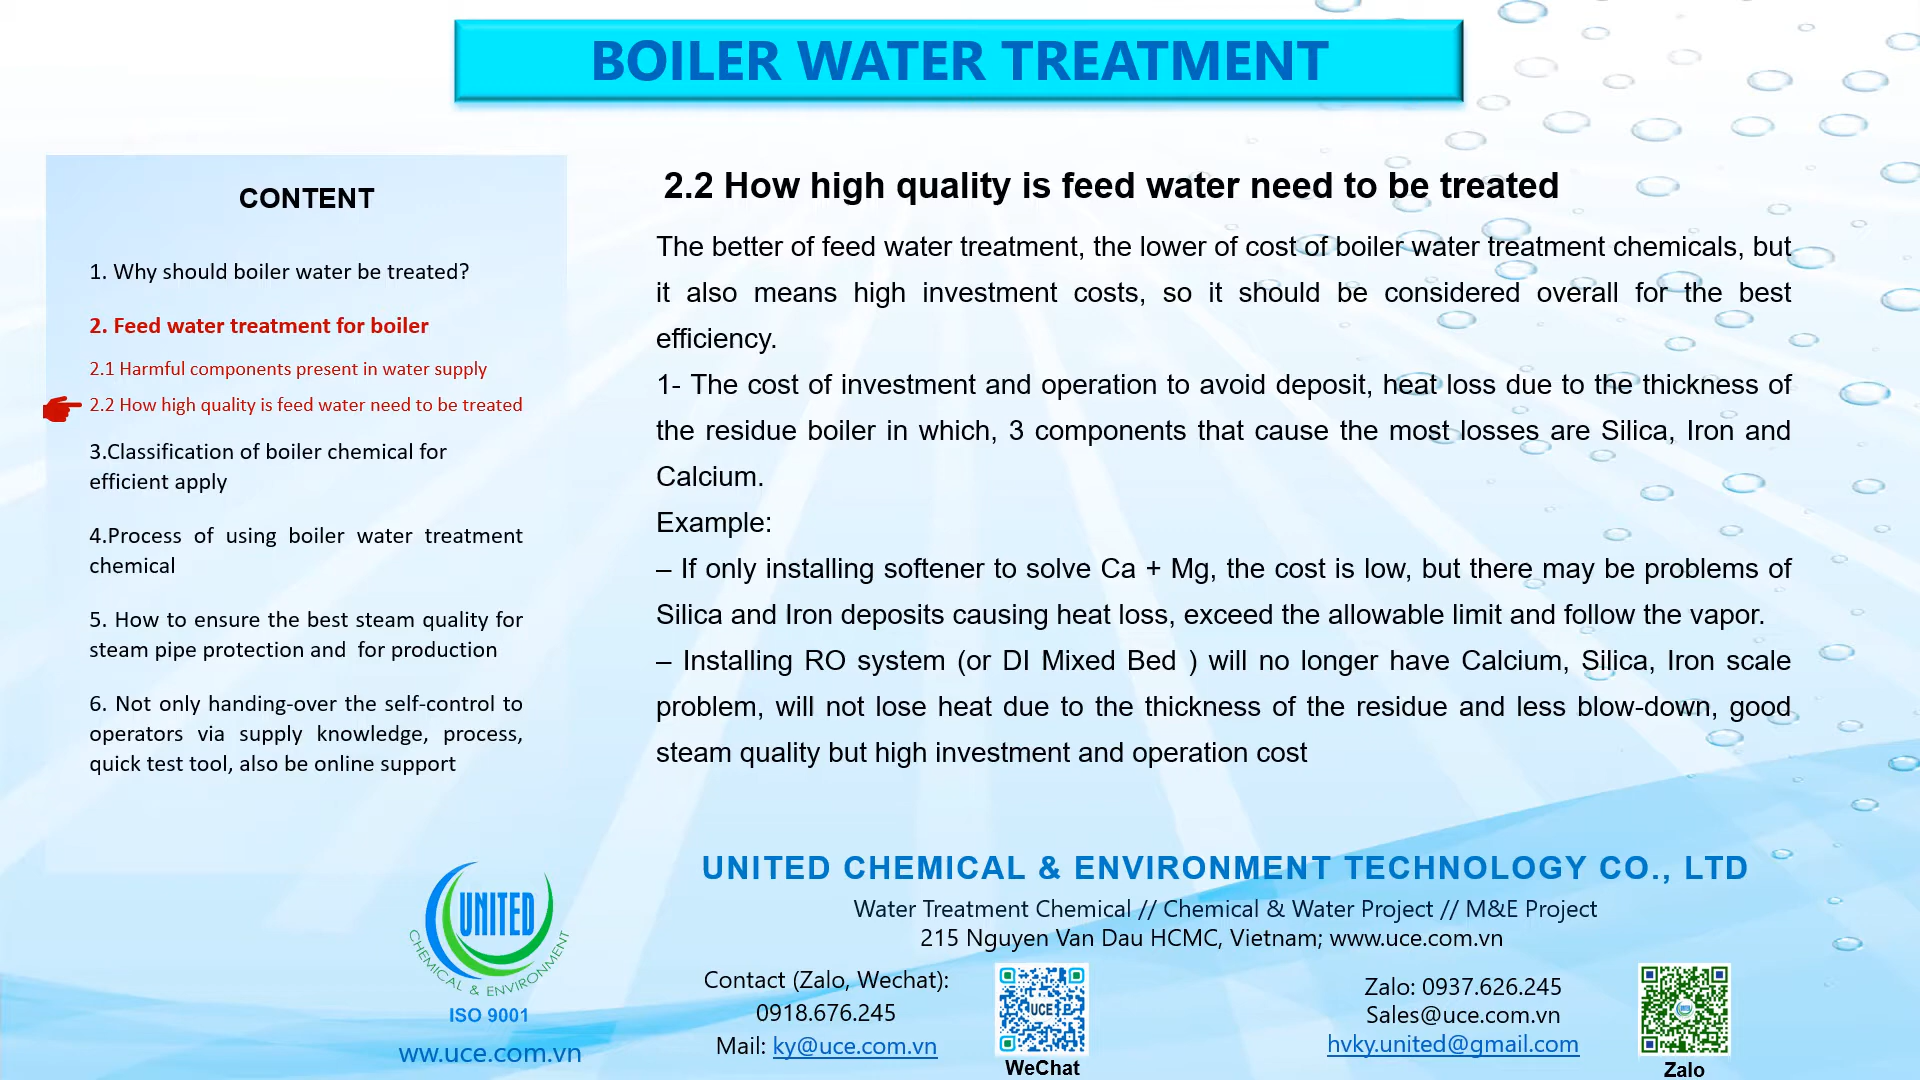 BOILER WATER TREATMENT
CONTENT
1. Why should boiler water be treated?
2. Feed water treatment for boiler
2.1 Harmful components present in water supply
2.2 How high quality is feed water need to be treated
3.Classification of boiler chemical for
efficient apply
4.Process of using boiler water treatment
chemical
5. How to ensure the best steam quality for
steam pipe protection and for production
6. Not only handing-over the self-control to
operators via supply knowledge, process,
quick test tool, also be online support
2.2 How high quality is feed water need to be treated
The better of feed water treatment, the lower of cost of boiler water treatment chemicals, but
it also means high investment costs, so it should be considered overall for the best
efficiency.
1- The cost of investment and operation to avoid deposit, heat loss due to the thickness of
the residue boiler in which, 3 components that cause the most losses are Silica, Iron and
Calcium.
Example:
– If only installing softener to solve Ca + Mg, the cost is low, but there may be problems of
Silica and Iron deposits causing heat loss, exceed the allowable limit and follow the vapor.
– Installing RO system (or DI Mixed Bed ) will no longer have Calcium, Silica, Iron scale
problem, will not lose heat due to the thickness of the residue and less blow-down, good
steam quality but high investment and operation cost
UNITED
CHEMICAL & ENVIRONMENT
ISO 9001
ww.uce.com.vn
UNITED CHEMICAL & ENVIRONMENT TECHNOLOGY CO., LTD
Water Treatment Chemical // Chemical & Water Project // M&E Project
215 Nguyen Van Dau HCMC, Vietnam; www.uce.com.vn
Contact (Zalo, Wechat):
0918.676.245
Mail: ky@uce.com.vn
UCE
WeChat
Zalo: 0937.626.245
Sales@uce.com.vn
hvky.united@gmail.com
Zalo